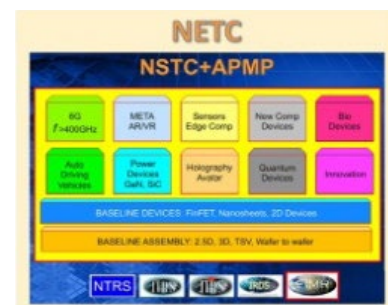 NETC
NSTC+APMP
6G
f>400GHz
META
AR/VR
Sensors
Edge Comp
New Comp
Devices
Bio
Devices
Auto
Driving
Vehicles
Power
Devices
GaN, SiC
Holography
Avatar
Quantum
Devices
Innovation
BASELINE DEVICES: FinFET, Nanosheets, 2D Devices
BASELINE ASSEMBLY: 2.5D, 3D, TSV, Wafer to wafer
NTRS
IRDS